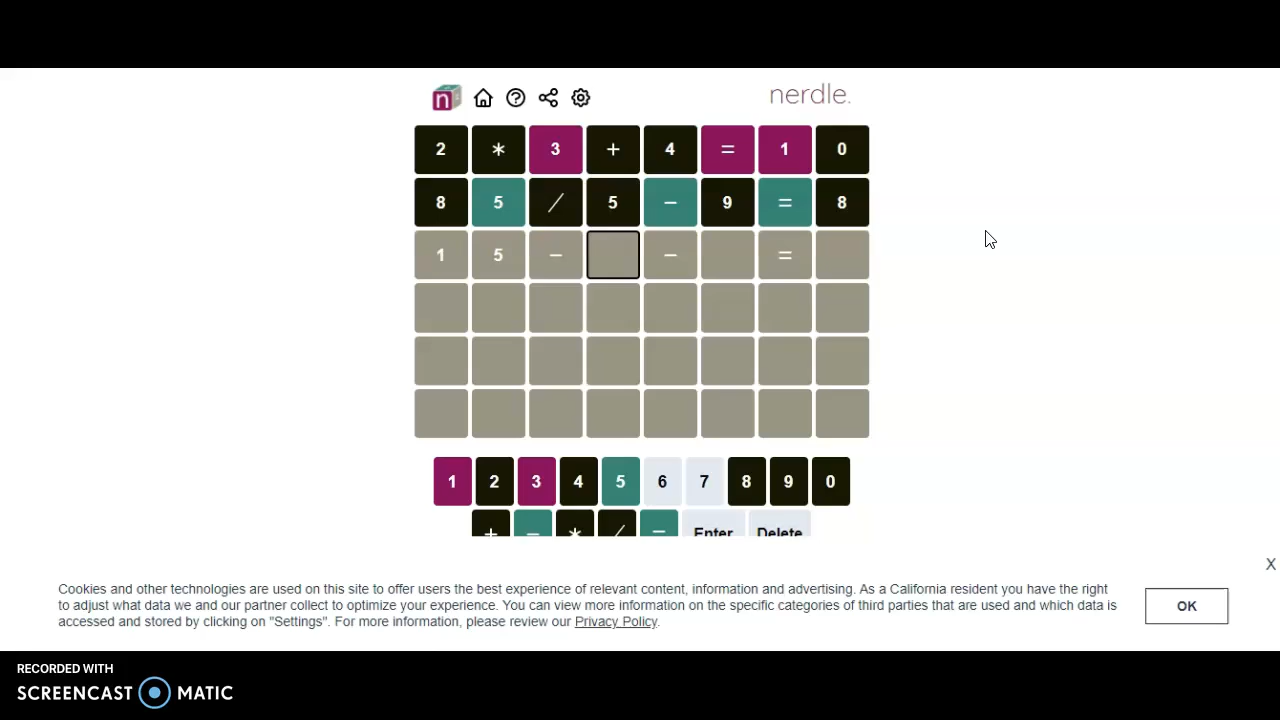 nerdle.
2 * 3 + 4 = 1 0
8 5 / 5 - 9 = 8
1 5 - - =
1 2 3 4 5 6 7 8 9 0
+ - * / = Enter Delete
X
Cookies and other technologies are used on this site to offer users the best experience of relevant content, information and advertising. As a California resident you have the right
to adjust what data we and our partner collect to optimize your experience. You can view more information on the specific categories of third parties that are used and which data is
accessed and stored by clicking on "Settings". For more information, please review our Privacy Policy.
OK
RECORDED WITH
SCREENCAST MATIC